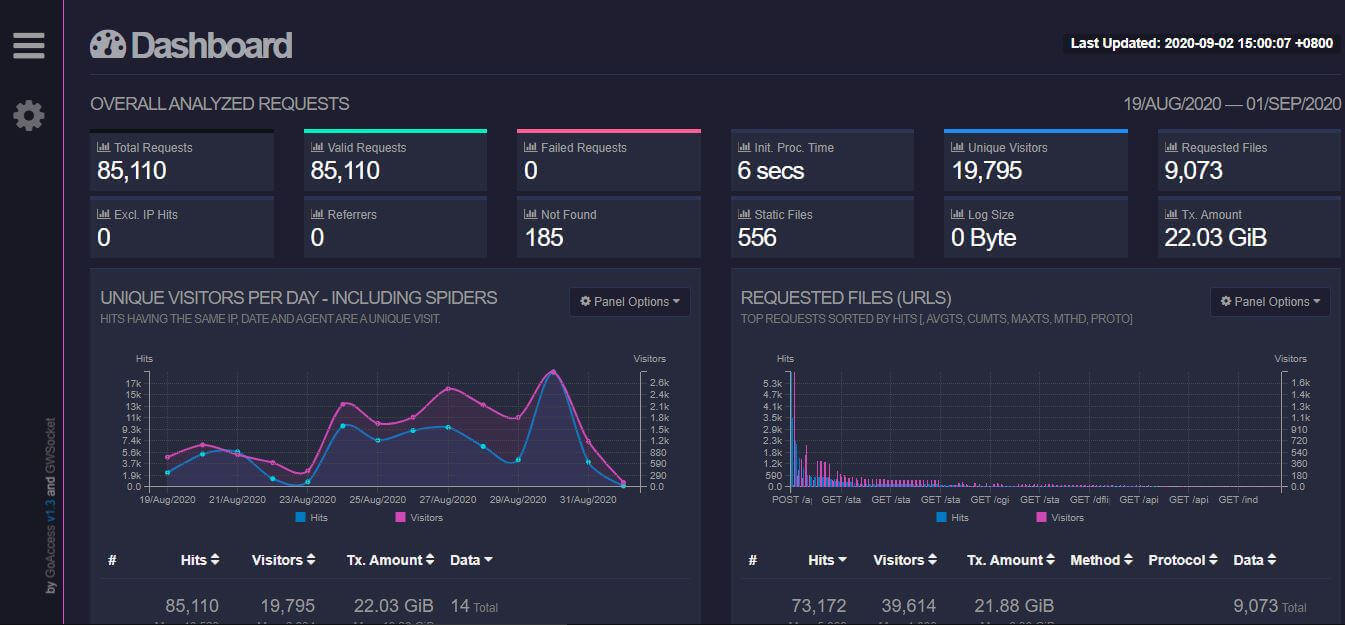 Dashboard
Last Updated: 2020-09-02 15:00:07 +0800
OVERALL ANALYZED REQUESTS
19/AUG/2020 — 01/SEP/2020
Total Requests
85,110
Valid Requests
85,110
Failed Requests
0
Init. Proc. Time
6 secs
Unique Visitors
19,795
Requested Files
9,073
Excl. IP Hits
0
Referrers
0
Not Found
185
Static Files
556
Log Size
0 Byte
Tx. Amount
22.03 GiB
UNIQUE VISITORS PER DAY - INCLUDING SPIDERS
Panel Options
HITS HAVING THE SAME IP, DATE AND AGENT ARE A UNIQUE VISIT.
Hits
Visitors
17k
15k
13k
11k
9.3k
7.4k
5.6k
3.7k
1.9k
0.0
2.6k
2.4k
2.1k
1.8k
1.5k
1.2k
880
590
290
0.0
19/Aug/2020 21/Aug/2020 23/Aug/2020 25/Aug/2020 27/Aug/2020 29/Aug/2020 31/Aug/2020
Hits Visitors
# Hits Visitors Tx. Amount Data
85,110 19,795 22.03 GiB 14 Total
REQUESTED FILES (URLS)
Panel Options
TOP REQUESTS SORTED BY HITS [, AVGTS, CUMTS, MAXTS, MTHD, PROTO]
Hits
Visitors
5.3k
4.7k
4.1k
3.5k
2.9k
2.3k
1.8k
1.2k
590
0.0
1.6k
1.4k
1.3k
1.1k
910
720
540
360
180
0.0
POST /a GET /sta GET /sta GET /sta GET /cgi GET /sta GET /dfli GET /api GET /api GET /ind
Hits Visitors
# Hits Visitors Tx. Amount Method Protocol Data
73,172 39,614 21.88 GiB 9,073 Total
by GoAccess v1.3 and GWSocket